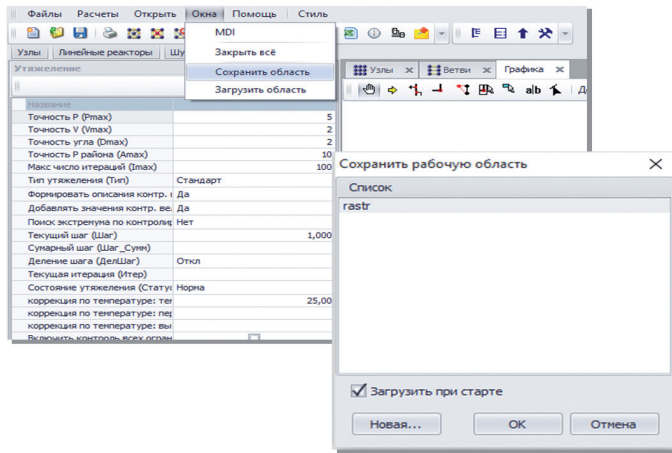 Файлы Расчеты Открыть Окна Помощь Стиль
MDI
Закрыть всё
Сохранить область
Загрузить область
Узлы Линейные реакторы
Утяжеление
Узлы Ветви Графика
a|b
Название
Точность P (Pmax) 5
Точность V (Vmax) 2
Точность угла (Dmax) 2
Точность P района (Amax) 10
Макс число итераций (Imax) 100
Тип утяжеления (Тип) Стандарт
Формировать описания контр. Да
Добавлять значения контр. ве. Да
Поиск экстремума по контролир Нет
Текущий шаг (Шаг) 1,000
Сумарный шаг (Шаг_Сумм)
Деление шага (ДелШаг) Откл
Текущая итерация (Итер)
Состояние утяжеления (Статус Норма
коррекция по температуре: тем 25,00
коррекция по температуре: пер
коррекция по температуре: вы
Включить контроль всех огран
Сохранить рабочую область
Список
rastr
Загрузить при старте
Новая... OK Отмена